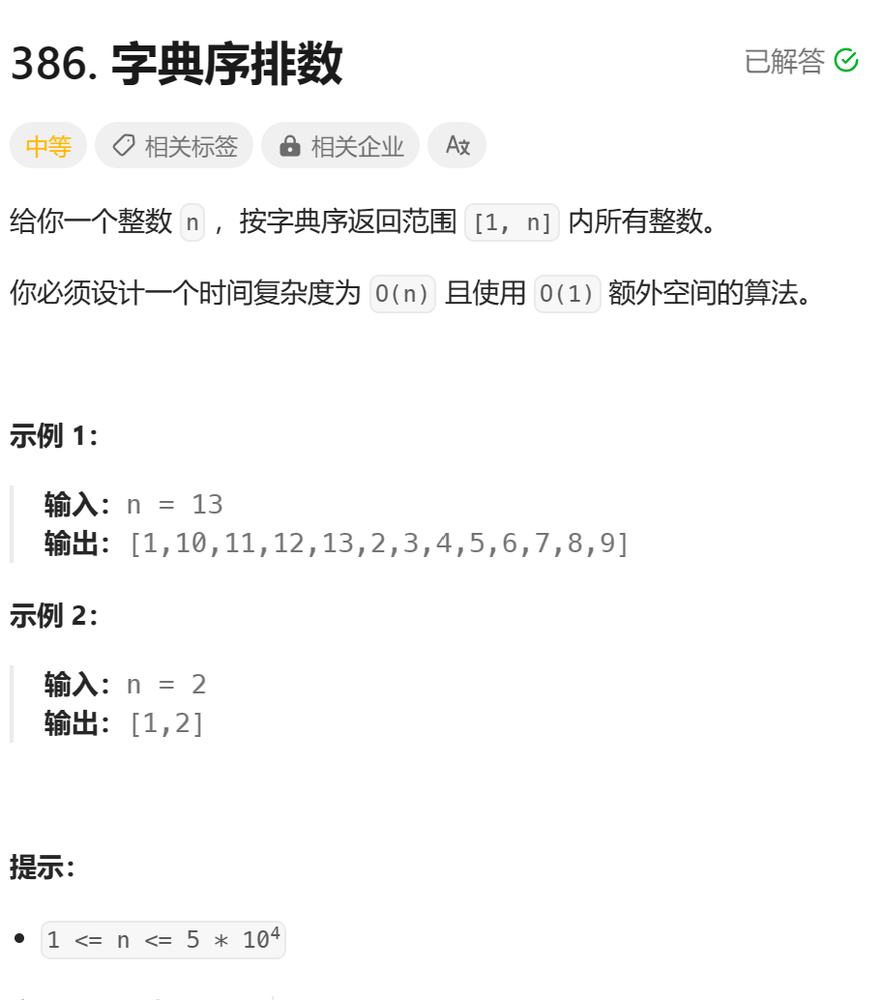 386. 字典序排数
已解答
中等 相关标签 相关企业
给你一个整数 n ，按字典序返回范围 [1, n] 内所有整数。
你必须设计一个时间复杂度为 O(n) 且使用 O(1) 额外空间的算法。
示例 1：
输入：n = 13
输出：[1,10,11,12,13,2,3,4,5,6,7,8,9]
示例 2：
输入：n = 2
输出：[1,2]
提示：
1 <= n <= 5 * 10⁴